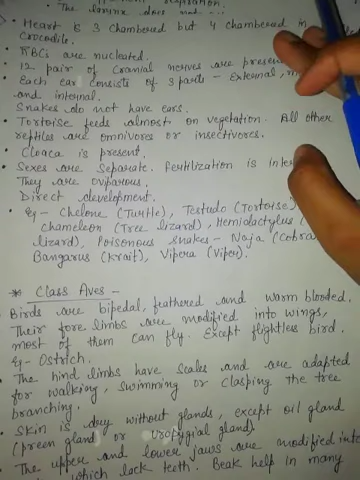 The lamina does not
• Heart is 3 chambered but 4 chambered in
Crocodile.
• RBCs are nucleated.
• 12 pair of cranial nerves are present
• Each ear consists of 3 parts - External, m
and internal.
Snakes do not have ears.
• Tortoise feeds almost on vegetation. All other
reptiles are omnivores or insectivores.
• Cloaca is present.
• Sexes are separate. Fertilization is inte
They are oviparous.
Direct development.
• Eg - Chelone (Turtle), Testudo (Tortoise)
Chameleon (Tree lizard), Hemidactylus (
lizard), Poisonous snakes - Naja (Cobra
Bangarus (Krait), Vipera (Viper).
* Class Aves -
Birds are bipedal, feathered and warm blooded.
Their fore limbs are modified into wings,
most of them can fly. Except flightless bird.
Eg - Ostrich.
The hind limbs have scales and are adapted
for walking, swimming or clasping the tree
branching.
• Skin is dry without glands, except oil gland
(preen gland or uropygial gland)
• The upper and lower jaws are modified into
which lack teeth. Beak help in many